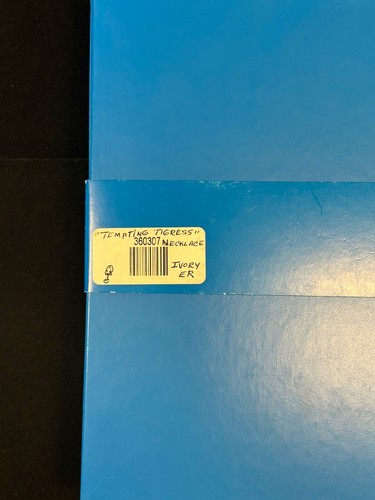 "TEMPTING TIGRESS"
360307 NECKLACE
IVORY
ER